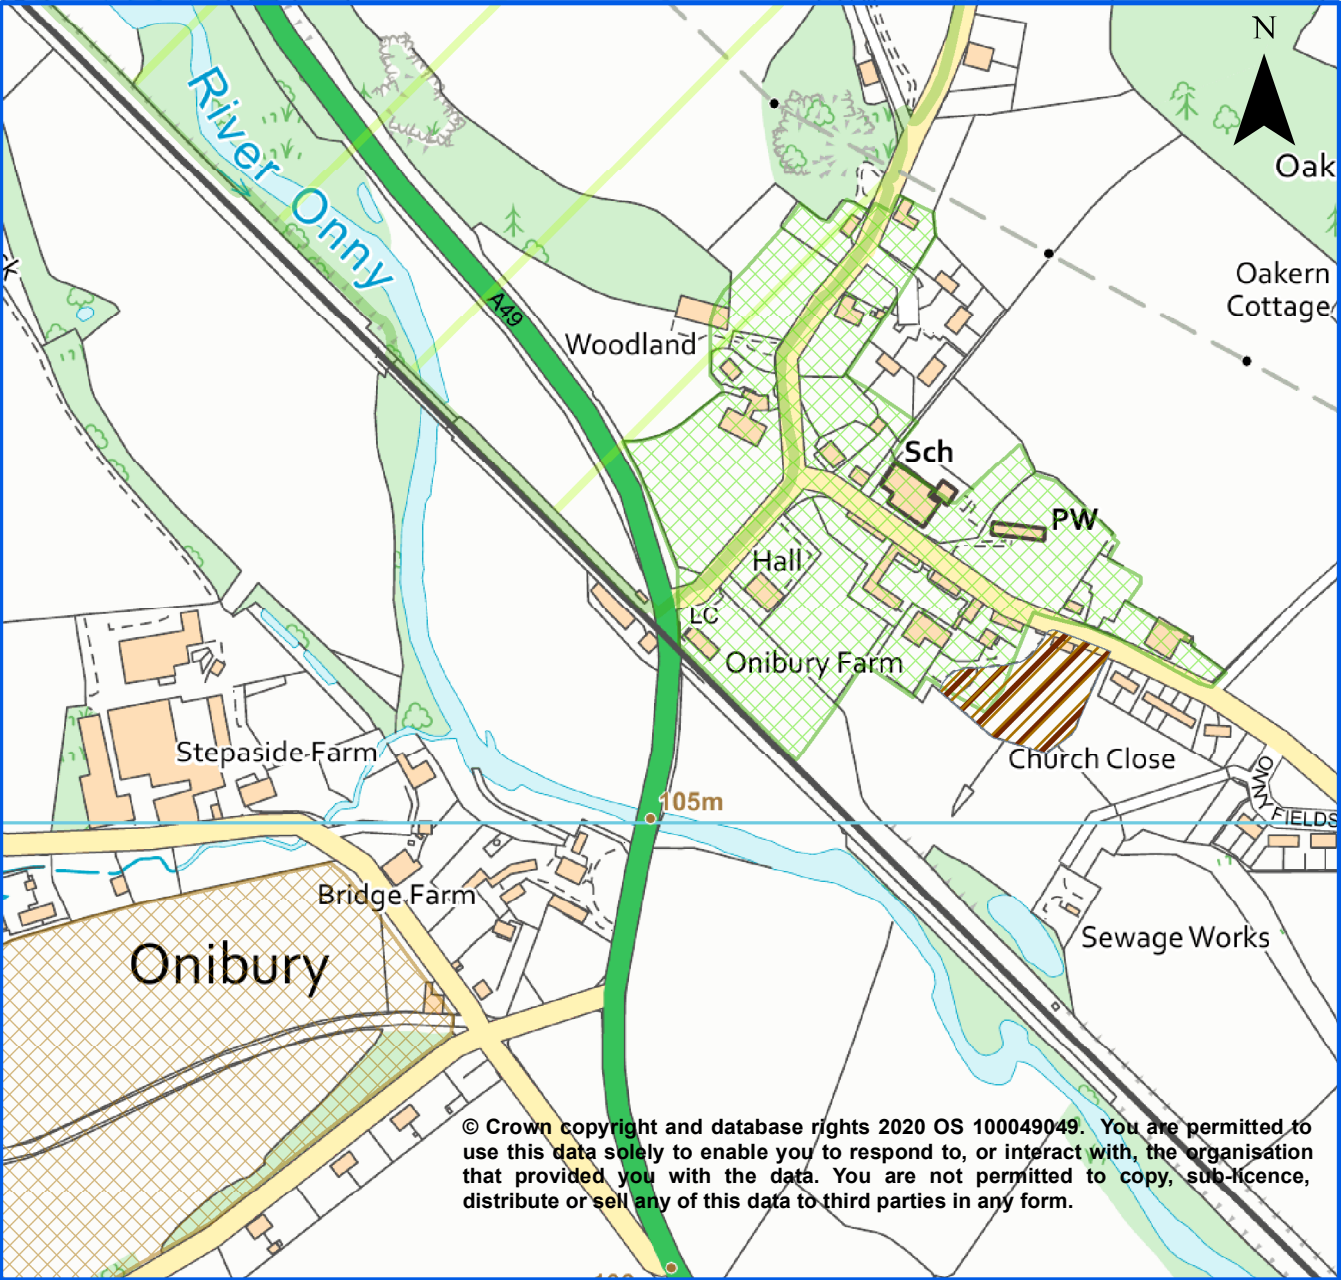 N
River Onny
Oak
Oakern
Cottage
A49
Woodland
Sch
PW
Hall
LC
Onibury Farm
Stepaside Farm
Church Close
ONNY FIELDS
105m
Bridge Farm
Sewage Works
Onibury
© Crown copyright and database rights 2020 OS 100049049. You are permitted to
use this data solely to enable you to respond to, or interact with, the organisation
that provided you with the data. You are not permitted to copy, sub-licence,
distribute or sell any of this data to third parties in any form.